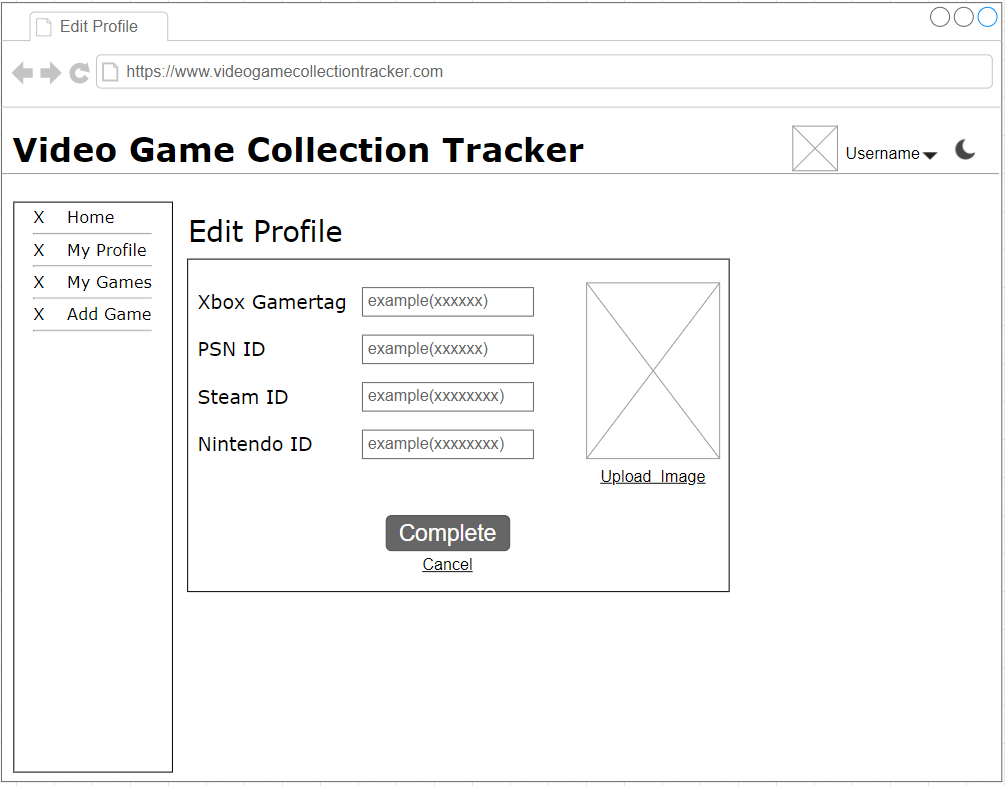 Edit Profile
https://www.videogamecollectiontracker.com
Video Game Collection Tracker
Username
X Home
X My Profile
X My Games
X Add Game
Edit Profile
Xbox Gamertag example(xxxxxx)
PSN ID example(xxxxxx)
Steam ID example(xxxxxxxx)
Nintendo ID example(xxxxxxxx)
Upload Image
Complete
Cancel